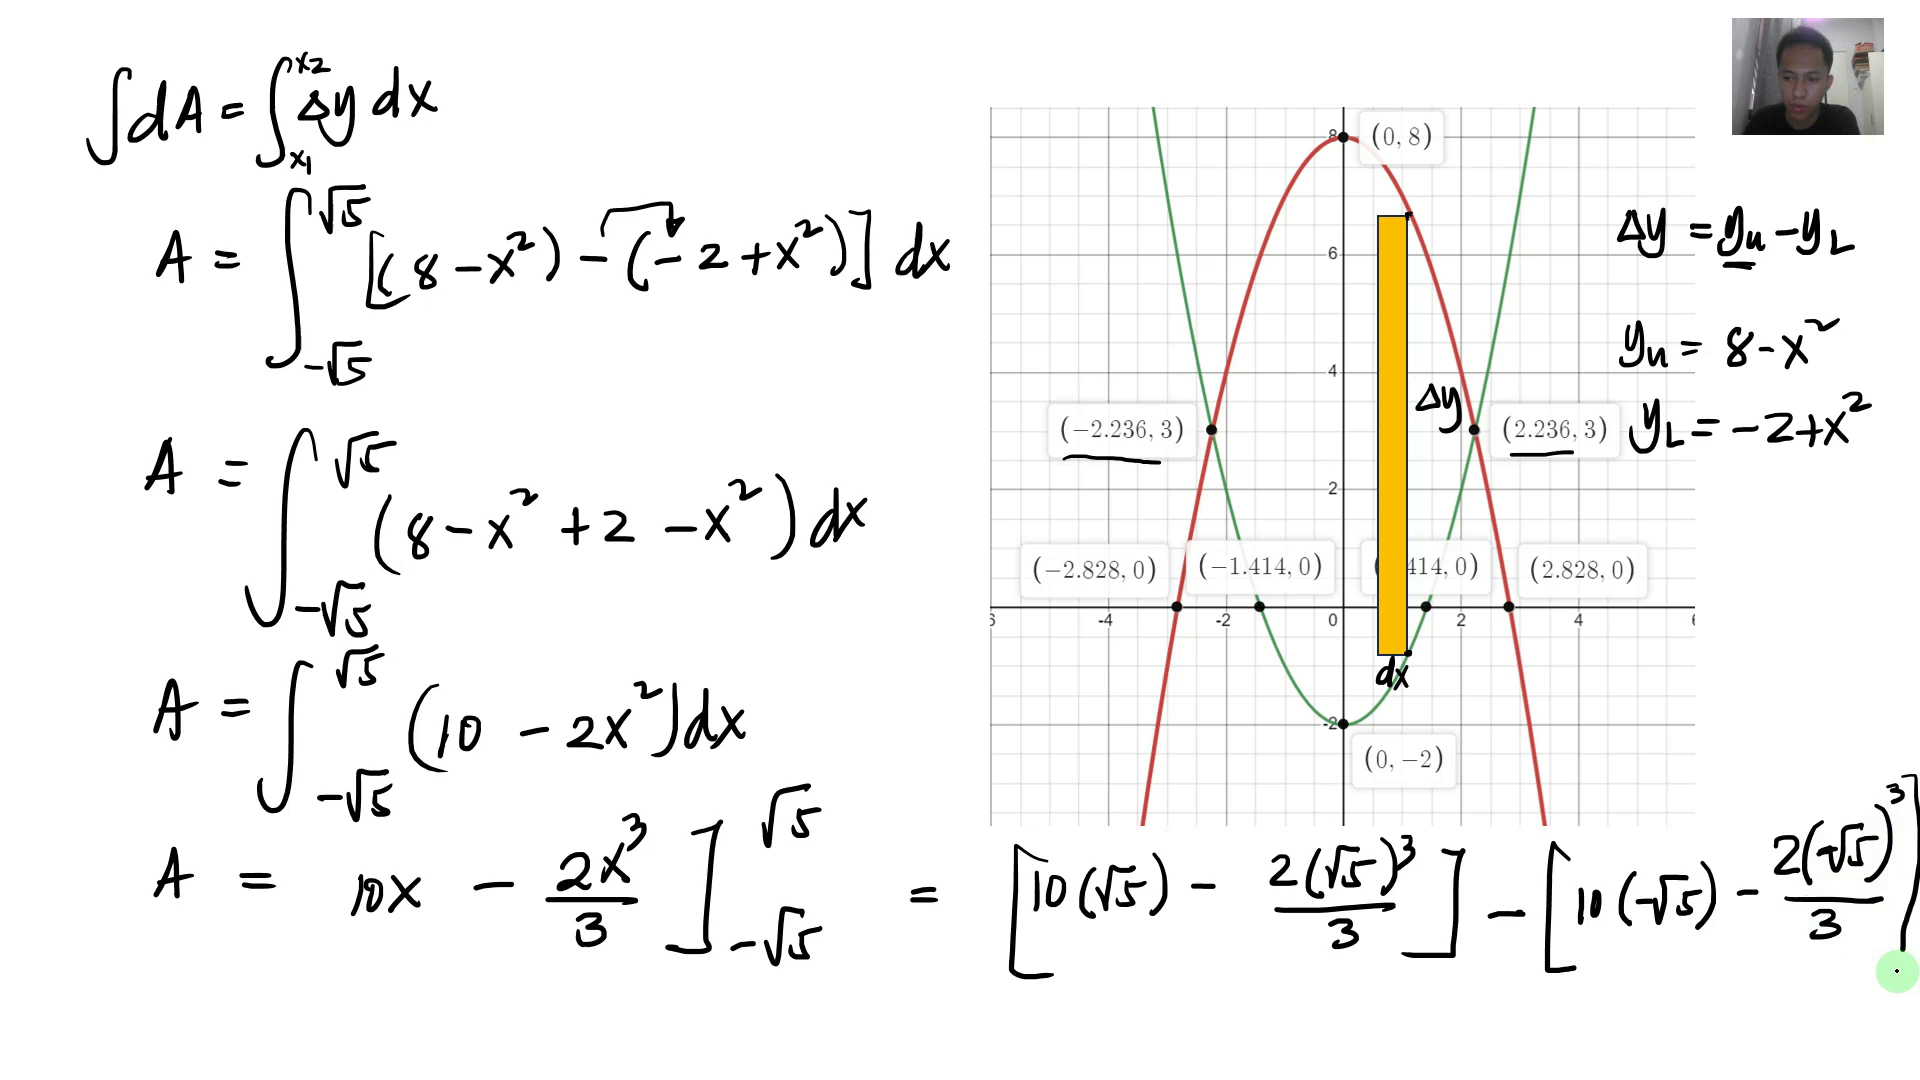 ∫dA = ∫_{x1}^{x2} Δy dx
A = ∫_{-√5}^{√5} [(8 - x²) - (-2 + x²)] dx
A = ∫_{-√5}^{√5} (8 - x² + 2 - x²) dx
A = ∫_{-√5}^{√5} (10 - 2x²) dx
A = 10x - 2x³/3 ]_{-√5}^{√5} = [10(√5) - 2(√5)³/3] - [10(-√5) - 2(-√5)³/3]
8 (0, 8)
6
4
Δy
(−2.236, 3) (2.236, 3)
2
(−2.828, 0) (−1.414, 0) ( 414, 0) (2.828, 0)
6 -4 -2 0 2 4 6
dx
-2
(0, −2)
Δy = yu - yL
yu = 8 - x²
yL = -2 + x²